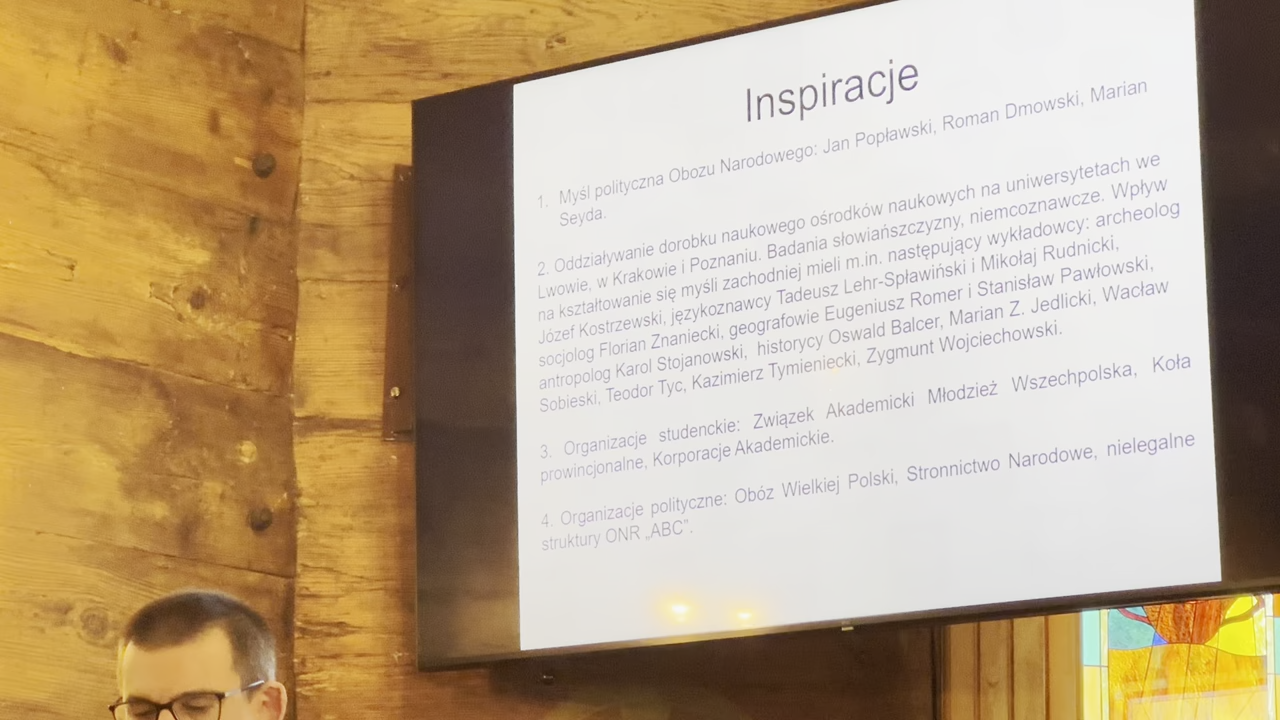 Inspiracje
1. Myśl polityczna Obozu Narodowego: Jan Popławski, Roman Dmowski, Marian
Seyda.
2. Oddziaływanie dorobku naukowego ośrodków naukowych na uniwersytetach we
Lwowie, w Krakowie i Poznaniu. Badania słowiańszczyzny, niemcoznawcze. Wpływ
na kształtowanie się myśli zachodniej mieli m.in. następujący wykładowcy: archeolog
Józef Kostrzewski, językoznawcy Tadeusz Lehr-Spławiński i Mikołaj Rudnicki,
socjolog Florian Znaniecki, geografowie Eugeniusz Romer i Stanisław Pawłowski,
antropolog Karol Stojanowski, historycy Oswald Balcer, Marian Z. Jedlicki, Wacław
Sobieski, Teodor Tyc, Kazimierz Tymieniecki, Zygmunt Wojciechowski.
3. Organizacje studenckie: Związek Akademicki Młodzież Wszechpolska, Koła
prowincjonalne, Korporacje Akademickie.
4. Organizacje polityczne: Obóz Wielkiej Polski, Stronnictwo Narodowe, nielegalne
struktury ONR „ABC”.